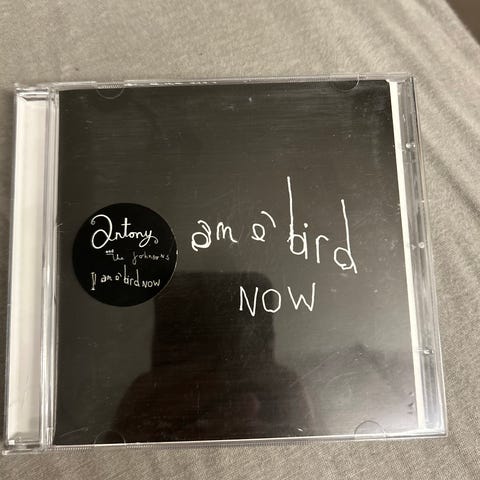 Antony
and
the Johnsons
I am a bird NOW
am a bird
NOW